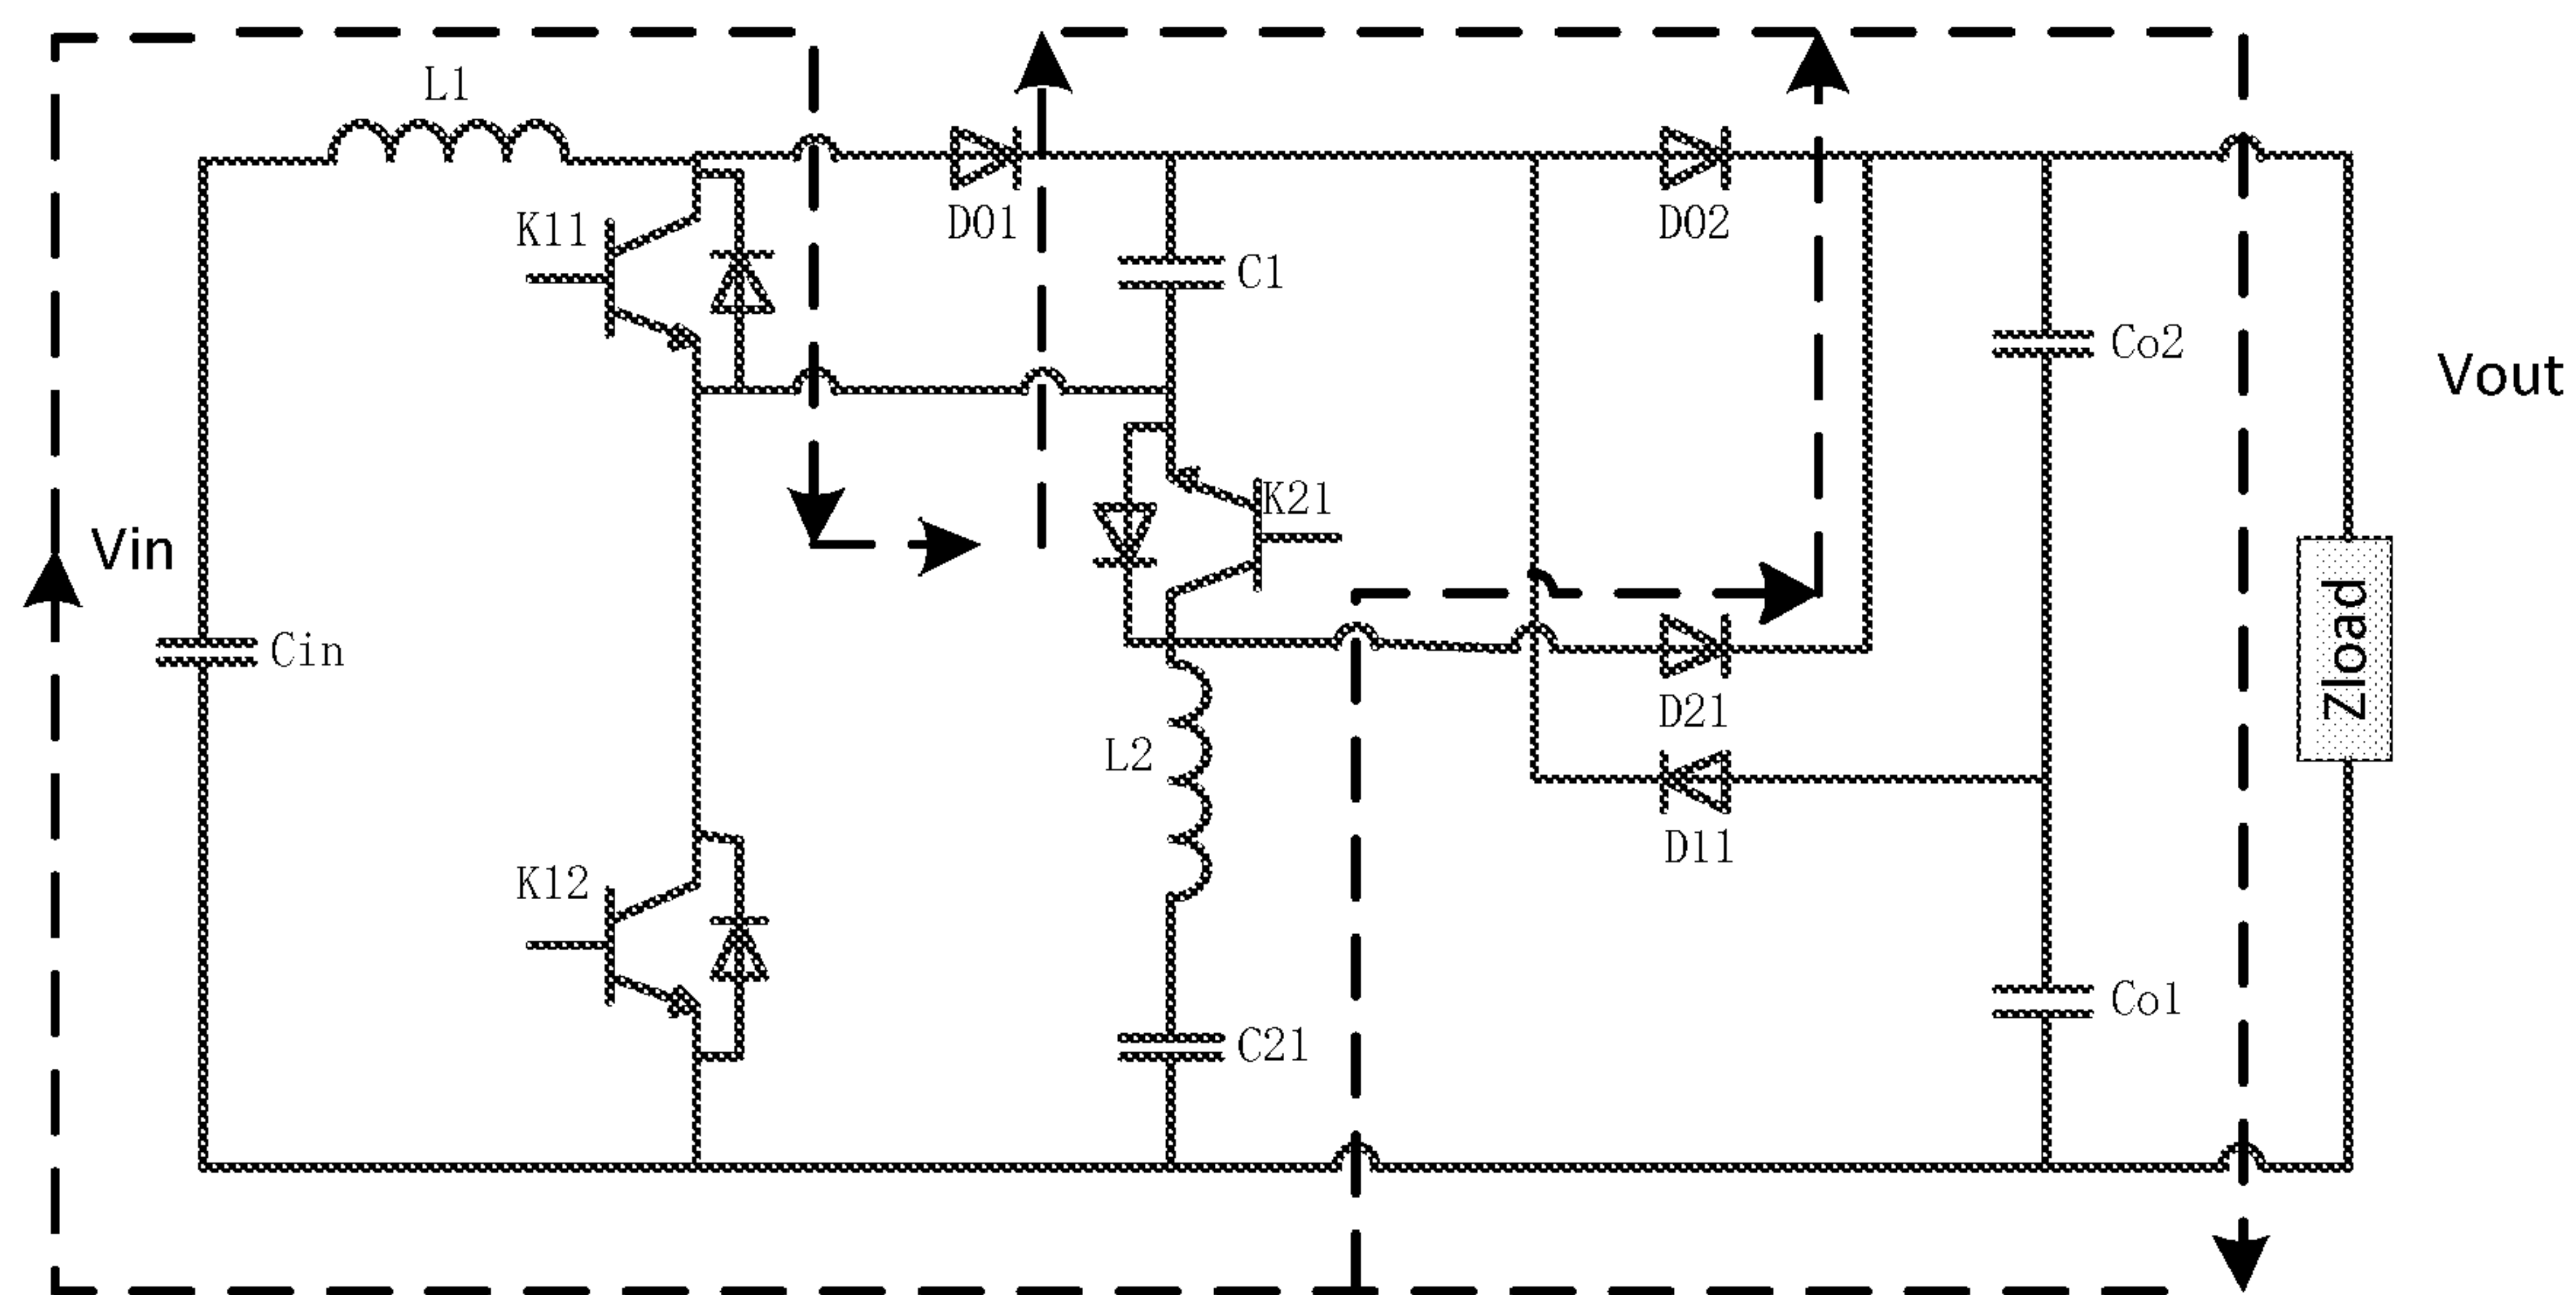 L1
K11
D01
D02
C1
Co2
Vout
K21
Vin
Cin
Zload
D21
L2
D11
K12
Co1
C21